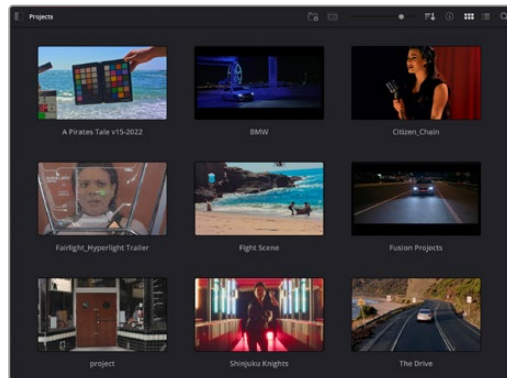 Projects
A Pirates Tale v15-2022
BMW
Citizen_Chain
Fairlight_Hyperlight Trailer
Fight Scene
Fusion Projects
project
Shinjuku Knights
The Drive